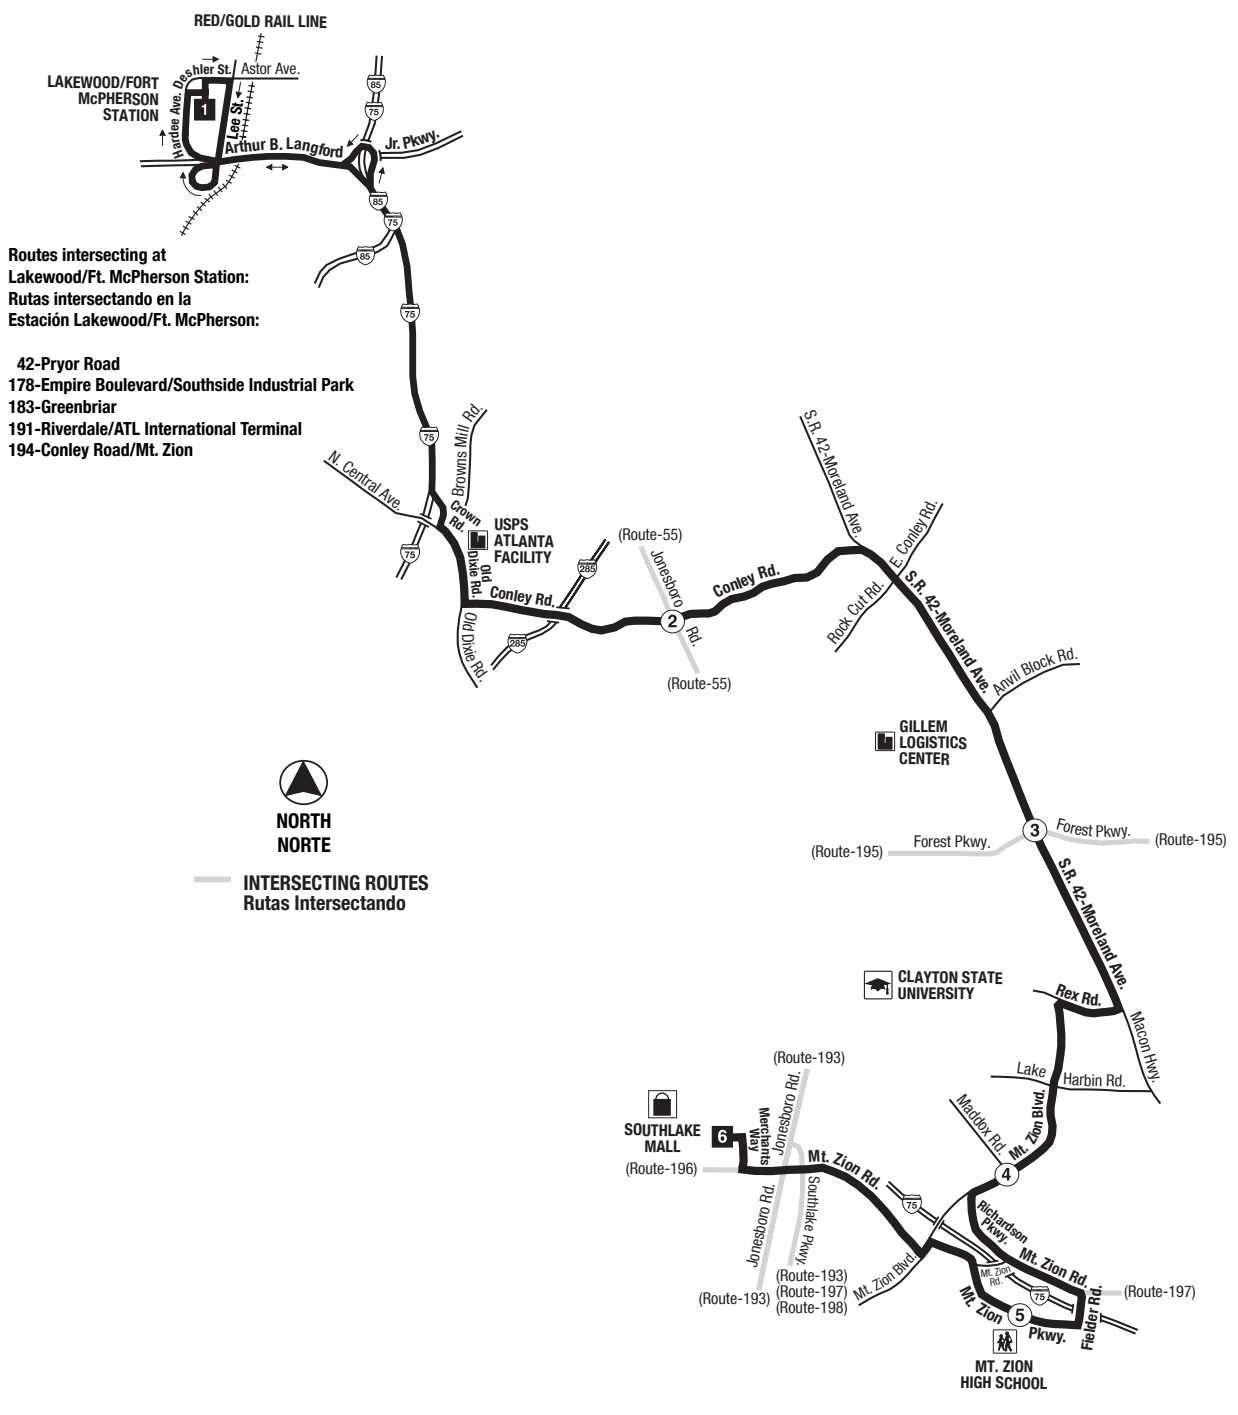 RED/GOLD RAIL LINE
Deshler St.
Astor Ave.
LAKEWOOD/FORT
McPHERSON
STATION
1
Lee St.
Hardee Ave.
Arthur B. Langford
Jr. Pkwy.
85
75
85
75
85
75
Routes intersecting at
Lakewood/Ft. McPherson Station:
Rutas intersectando en la
Estación Lakewood/Ft. McPherson:
42-Pryor Road
178-Empire Boulevard/Southside Industrial Park
183-Greenbriar
191-Riverdale/ATL International Terminal
194-Conley Road/Mt. Zion
75
N. Central Ave.
Browns Mill Rd.
Crown
Rd.
75
USPS
ATLANTA
FACILITY
Old
Dixie Rd.
Conley Rd.
285
285
Old Dixie Rd.
(Route-55)
Jonesboro
Rd.
2
(Route-55)
Conley Rd.
S.R. 42-Moreland Ave.
E. Conley Rd.
Rock Cut Rd.
S.R. 42-Moreland Ave.
Anvil Block Rd.
GILLEM
LOGISTICS
CENTER
NORTH
NORTE
INTERSECTING ROUTES
Rutas Intersectando
(Route-195)
Forest Pkwy.
3
Forest Pkwy.
(Route-195)
S.R. 42-Moreland Ave.
CLAYTON STATE
UNIVERSITY
Rex Rd.
Macon Hwy.
Lake
Harbin Rd.
Mt. Zion Blvd.
Maddox Rd.
4
(Route-193)
Jonesboro Rd.
Merchants
Way
SOUTHLAKE
MALL
6
(Route-196)
Mt. Zion Rd.
Jonesboro Rd.
Southlake Pkwy.
75
Richardson
Pkwy.
Mt. Zion Rd.
Mt. Zion Blvd.
Mt. Zion
Rd.
75
(Route-193)
(Route-193)
(Route-197)
(Route-198)
(Route-197)
Fielder Rd.
Mt. Zion
5
Pkwy.
MT. ZION
HIGH SCHOOL